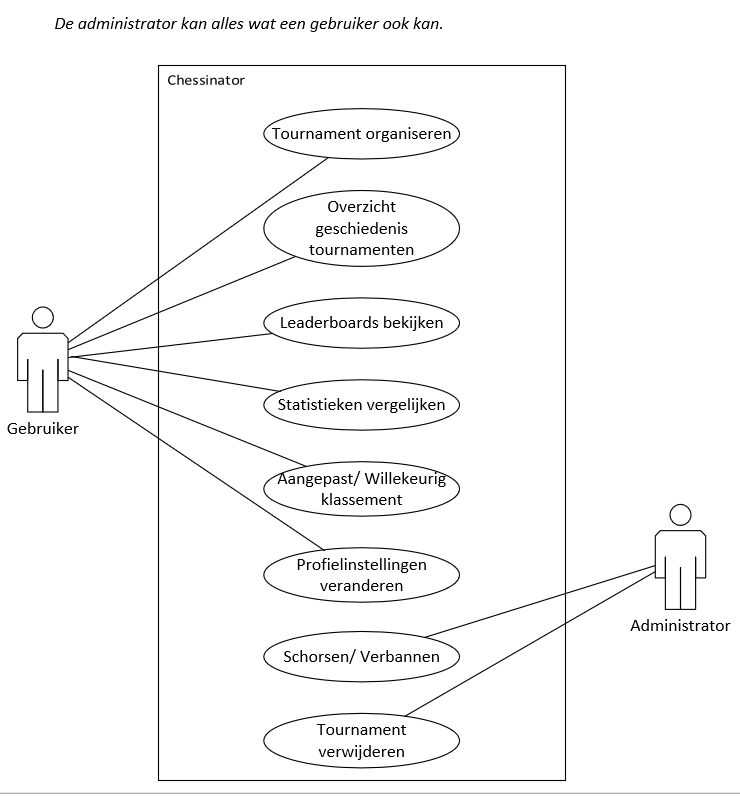 De administrator kan alles wat een gebruiker ook kan.
Chessinator
Tournament organiseren
Overzicht
geschiedenis
tournamenten
Leaderboards bekijken
Statistieken vergelijken
Gebruiker
Aangepast/ Willekeurig
klassement
Profielinstellingen
veranderen
Administrator
Schorsen/ Verbannen
Tournament
verwijderen